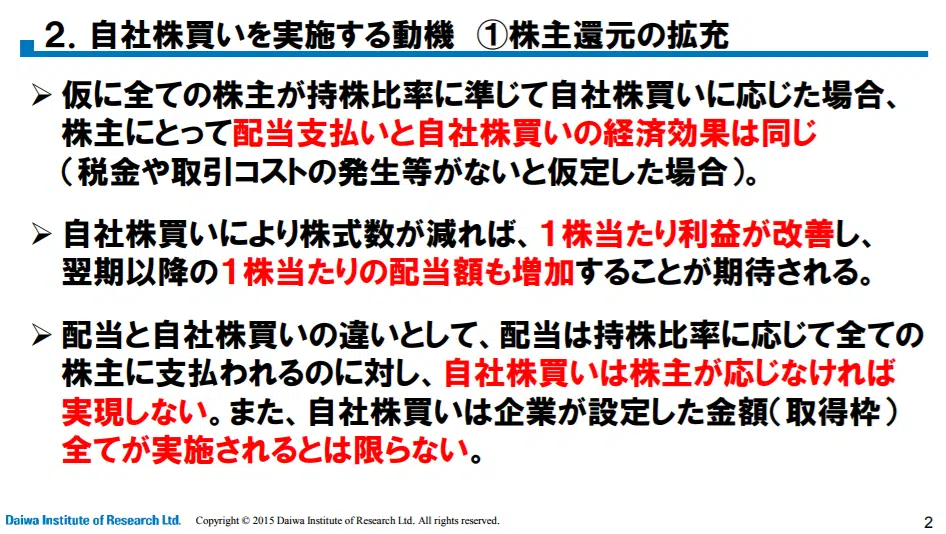 ２．自社株買いを実施する動機　①株主還元の拡充
➢ 仮に全ての株主が持株比率に準じて自社株買いに応じた場合、
株主にとって配当支払いと自社株買いの経済効果は同じ
（税金や取引コストの発生等がないと仮定した場合）。
➢ 自社株買いにより株式数が減れば、１株当たり利益が改善し、
翌期以降の１株当たりの配当額も増加することが期待される。
➢ 配当と自社株買いの違いとして、配当は持株比率に応じて全ての
株主に支払われるのに対し、自社株買いは株主が応じなければ
実現しない。また、自社株買いは企業が設定した金額（取得枠）
全てが実施されるとは限らない。
Daiwa Institute of Research Ltd. Copyright © 2015 Daiwa Institute of Research Ltd. All rights reserved. 2